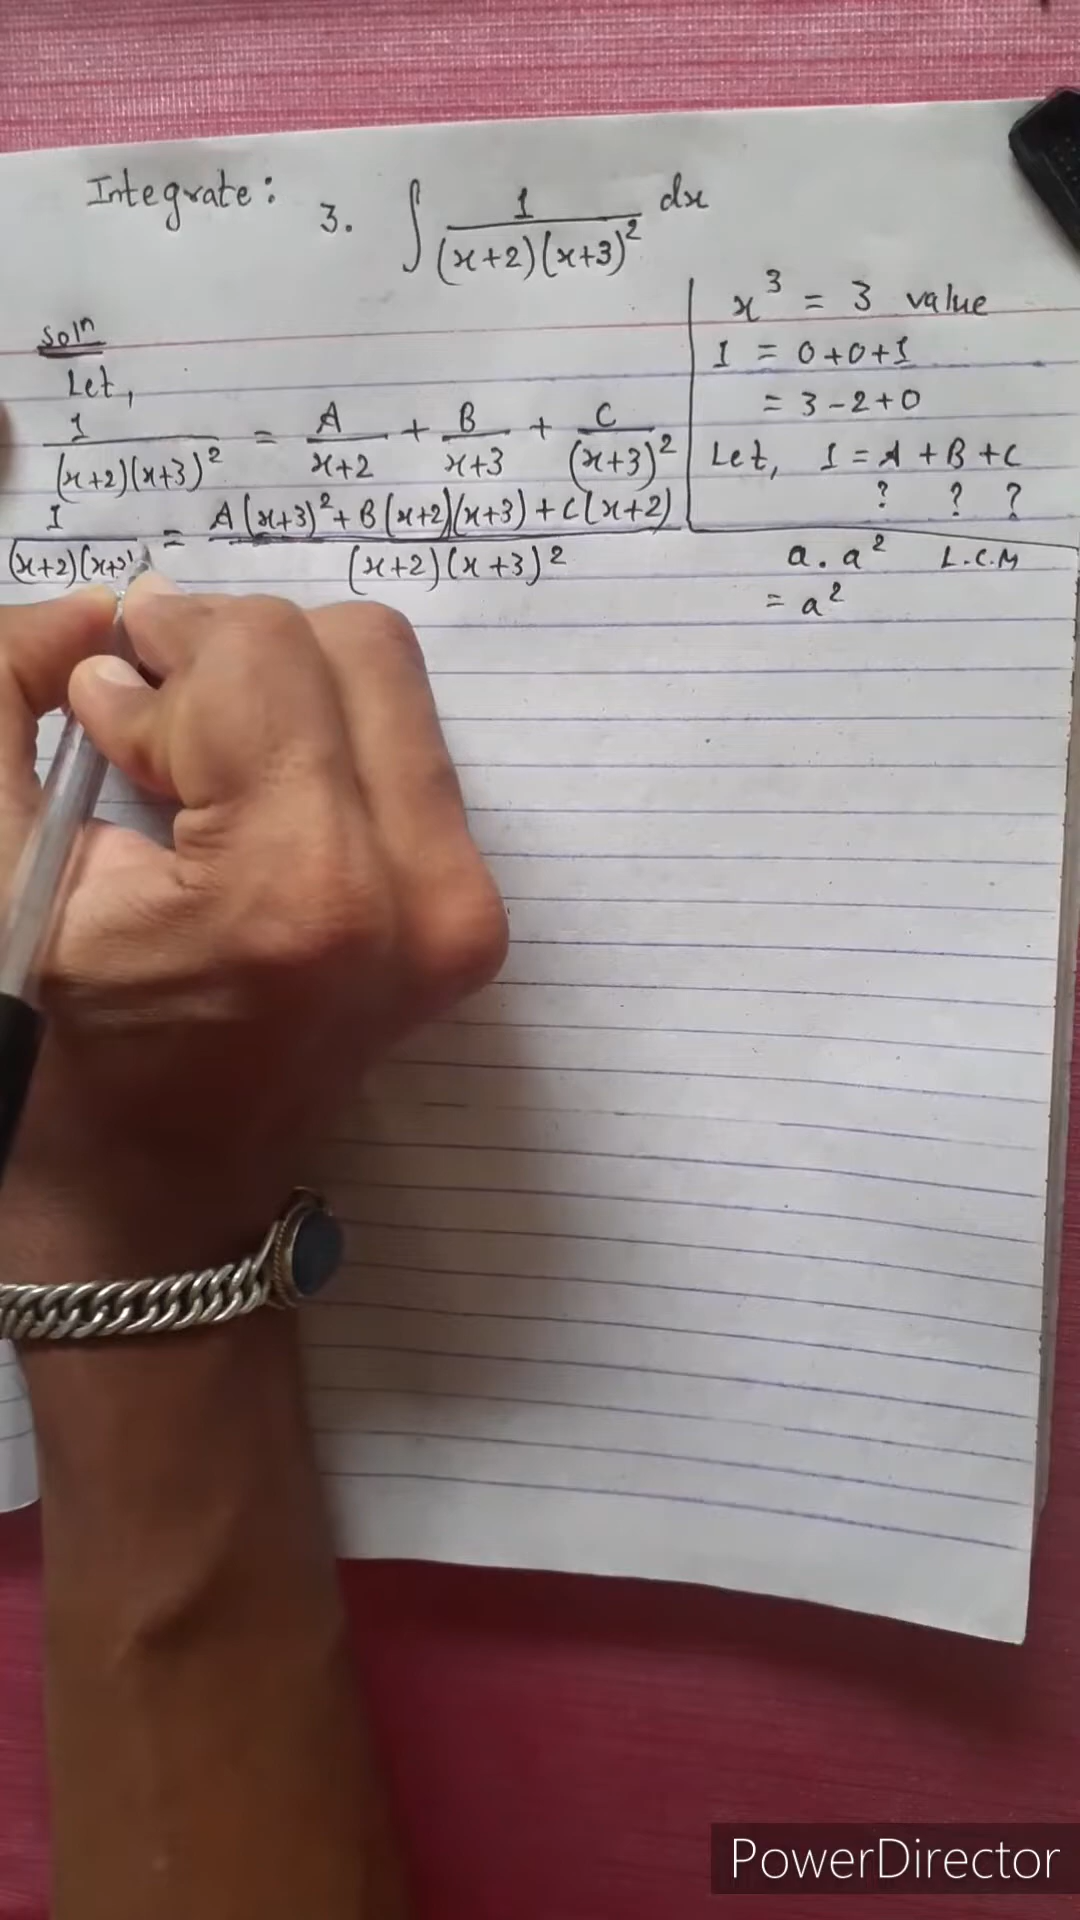 Integrate: 3. ∫ 1/((x+2)(x+3)²) dx
Solⁿ
Let,
1/((x+2)(x+3)²) = A/(x+2) + B/(x+3) + C/(x+3)²
1/((x+2)(x+3) = (A(x+3)² + B(x+2)(x+3) + C(x+2))/((x+2)(x+3)²)
x³ = 3 value
1 = 0+0+1
= 3-2+0
Let, 1 = A + B + C
? ? ?
a. a² L.C.M
= a²
PowerDirector